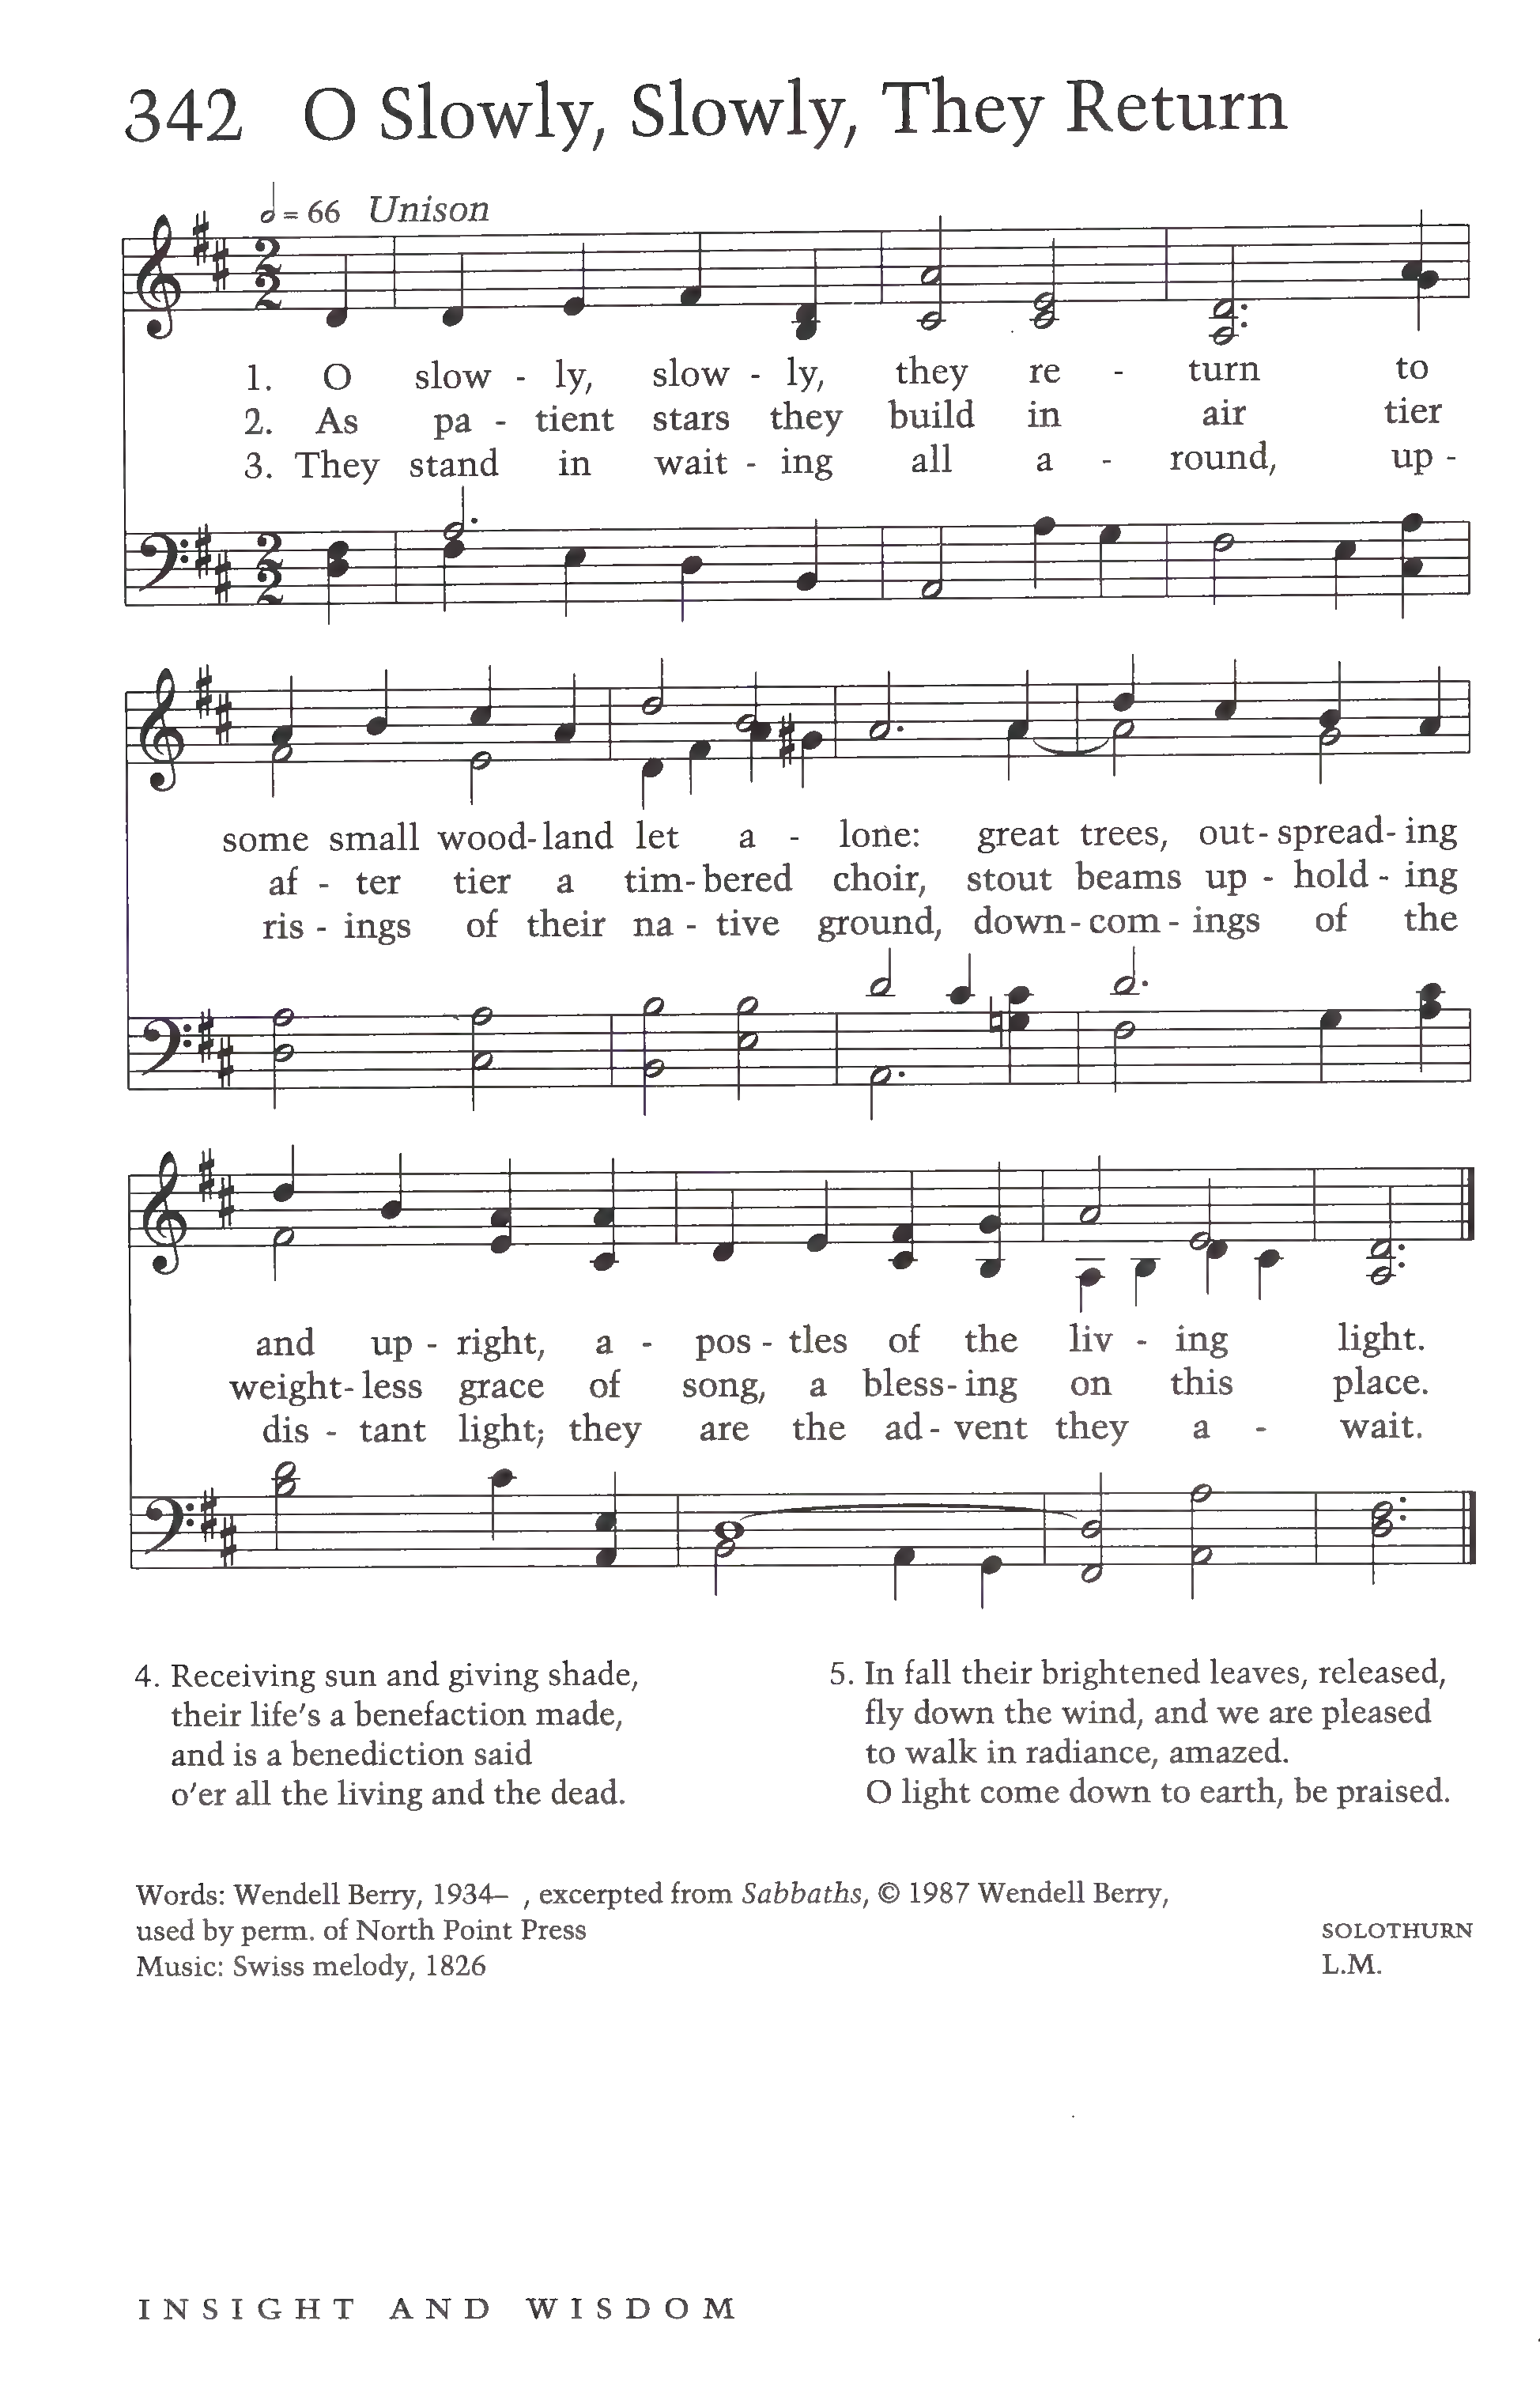 342 O Slowly, Slowly, They Return
= 66 Unison
1. O slow - ly, slow - ly, they re - turn to
2. As pa - tient stars they build in air tier
3. They stand in wait - ing all a - round, up -
some small wood-land let a - lone: great trees, out-spread-ing
af - ter tier a tim-bered choir, stout beams up - hold - ing
ris - ings of their na - tive ground, down-com - ings of the
and up - right, a - pos - tles of the liv - ing light.
weight-less grace of song, a bless-ing on this place.
dis - tant light; they are the ad - vent they a - wait.
4. Receiving sun and giving shade,
their life's a benefaction made,
and is a benediction said
o'er all the living and the dead.
5. In fall their brightened leaves, released,
fly down the wind, and we are pleased
to walk in radiance, amazed.
O light come down to earth, be praised.
Words: Wendell Berry, 1934– , excerpted from Sabbaths, © 1987 Wendell Berry,
used by perm. of North Point Press
Music: Swiss melody, 1826
SOLOTHURN
L.M.
INSIGHT AND WISDOM